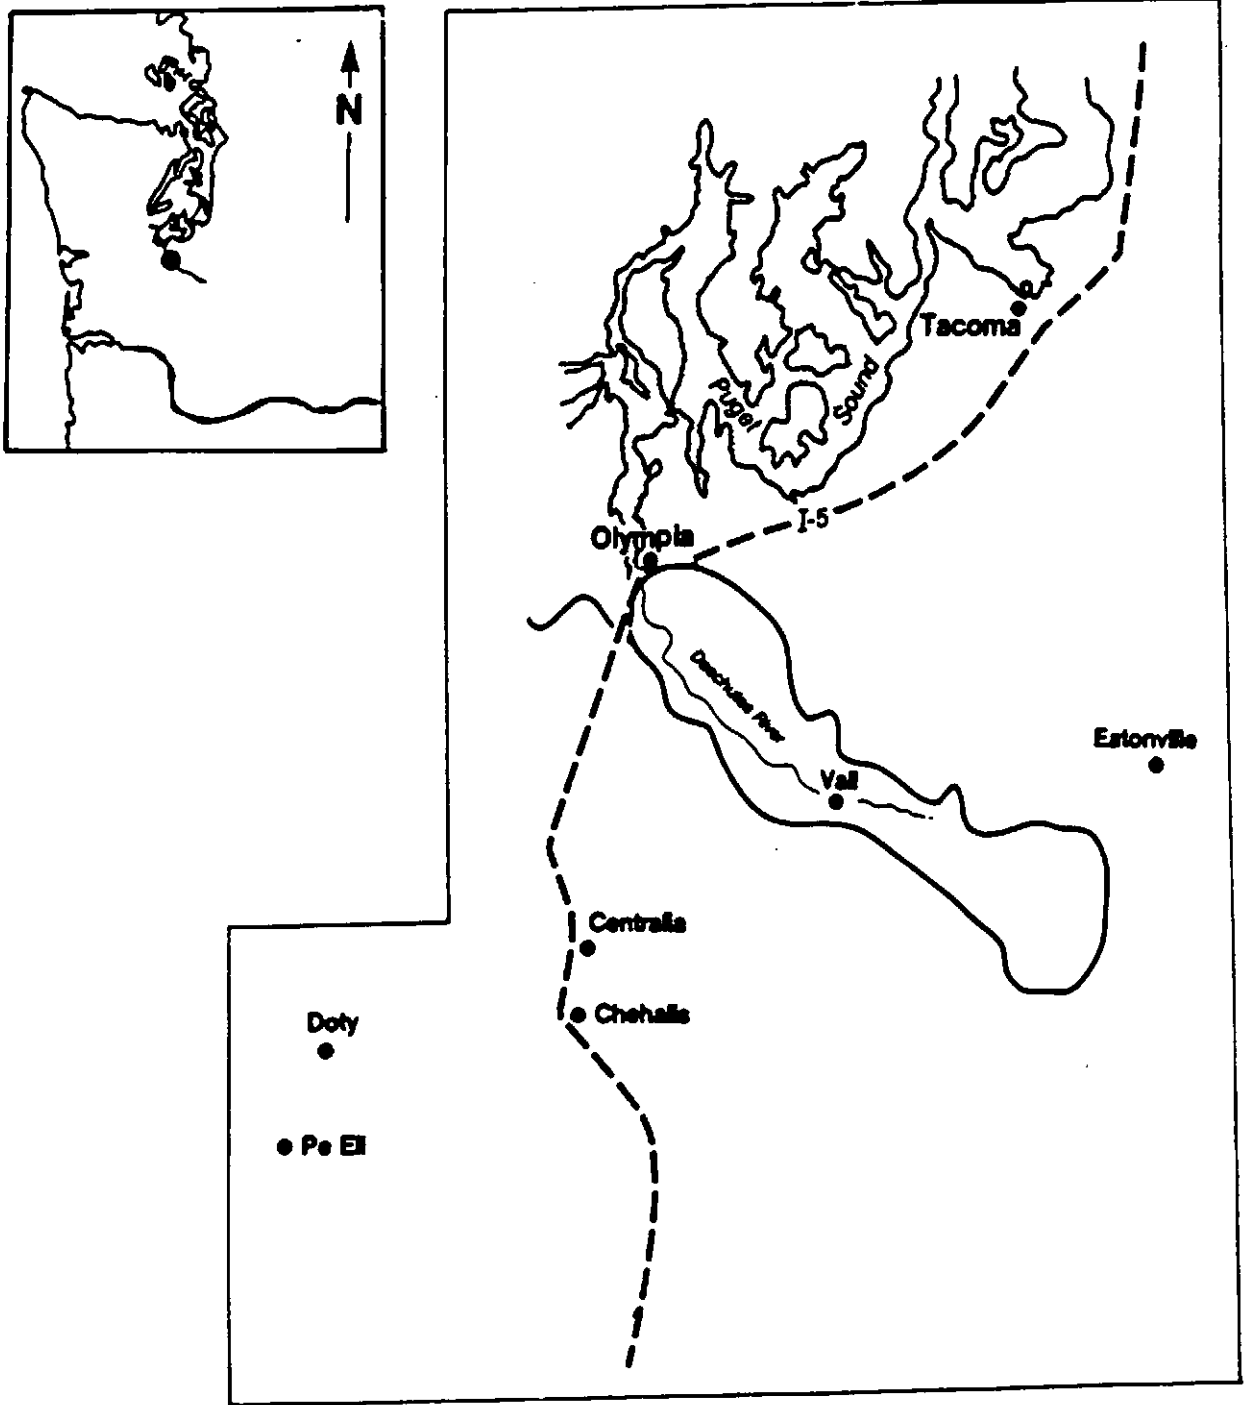 N
Tacoma
Puget
Sound
I-5
Olympia
Deschutes River
Eatonville
Vail
Centralia
Chehalis
Doty
Pe Ell